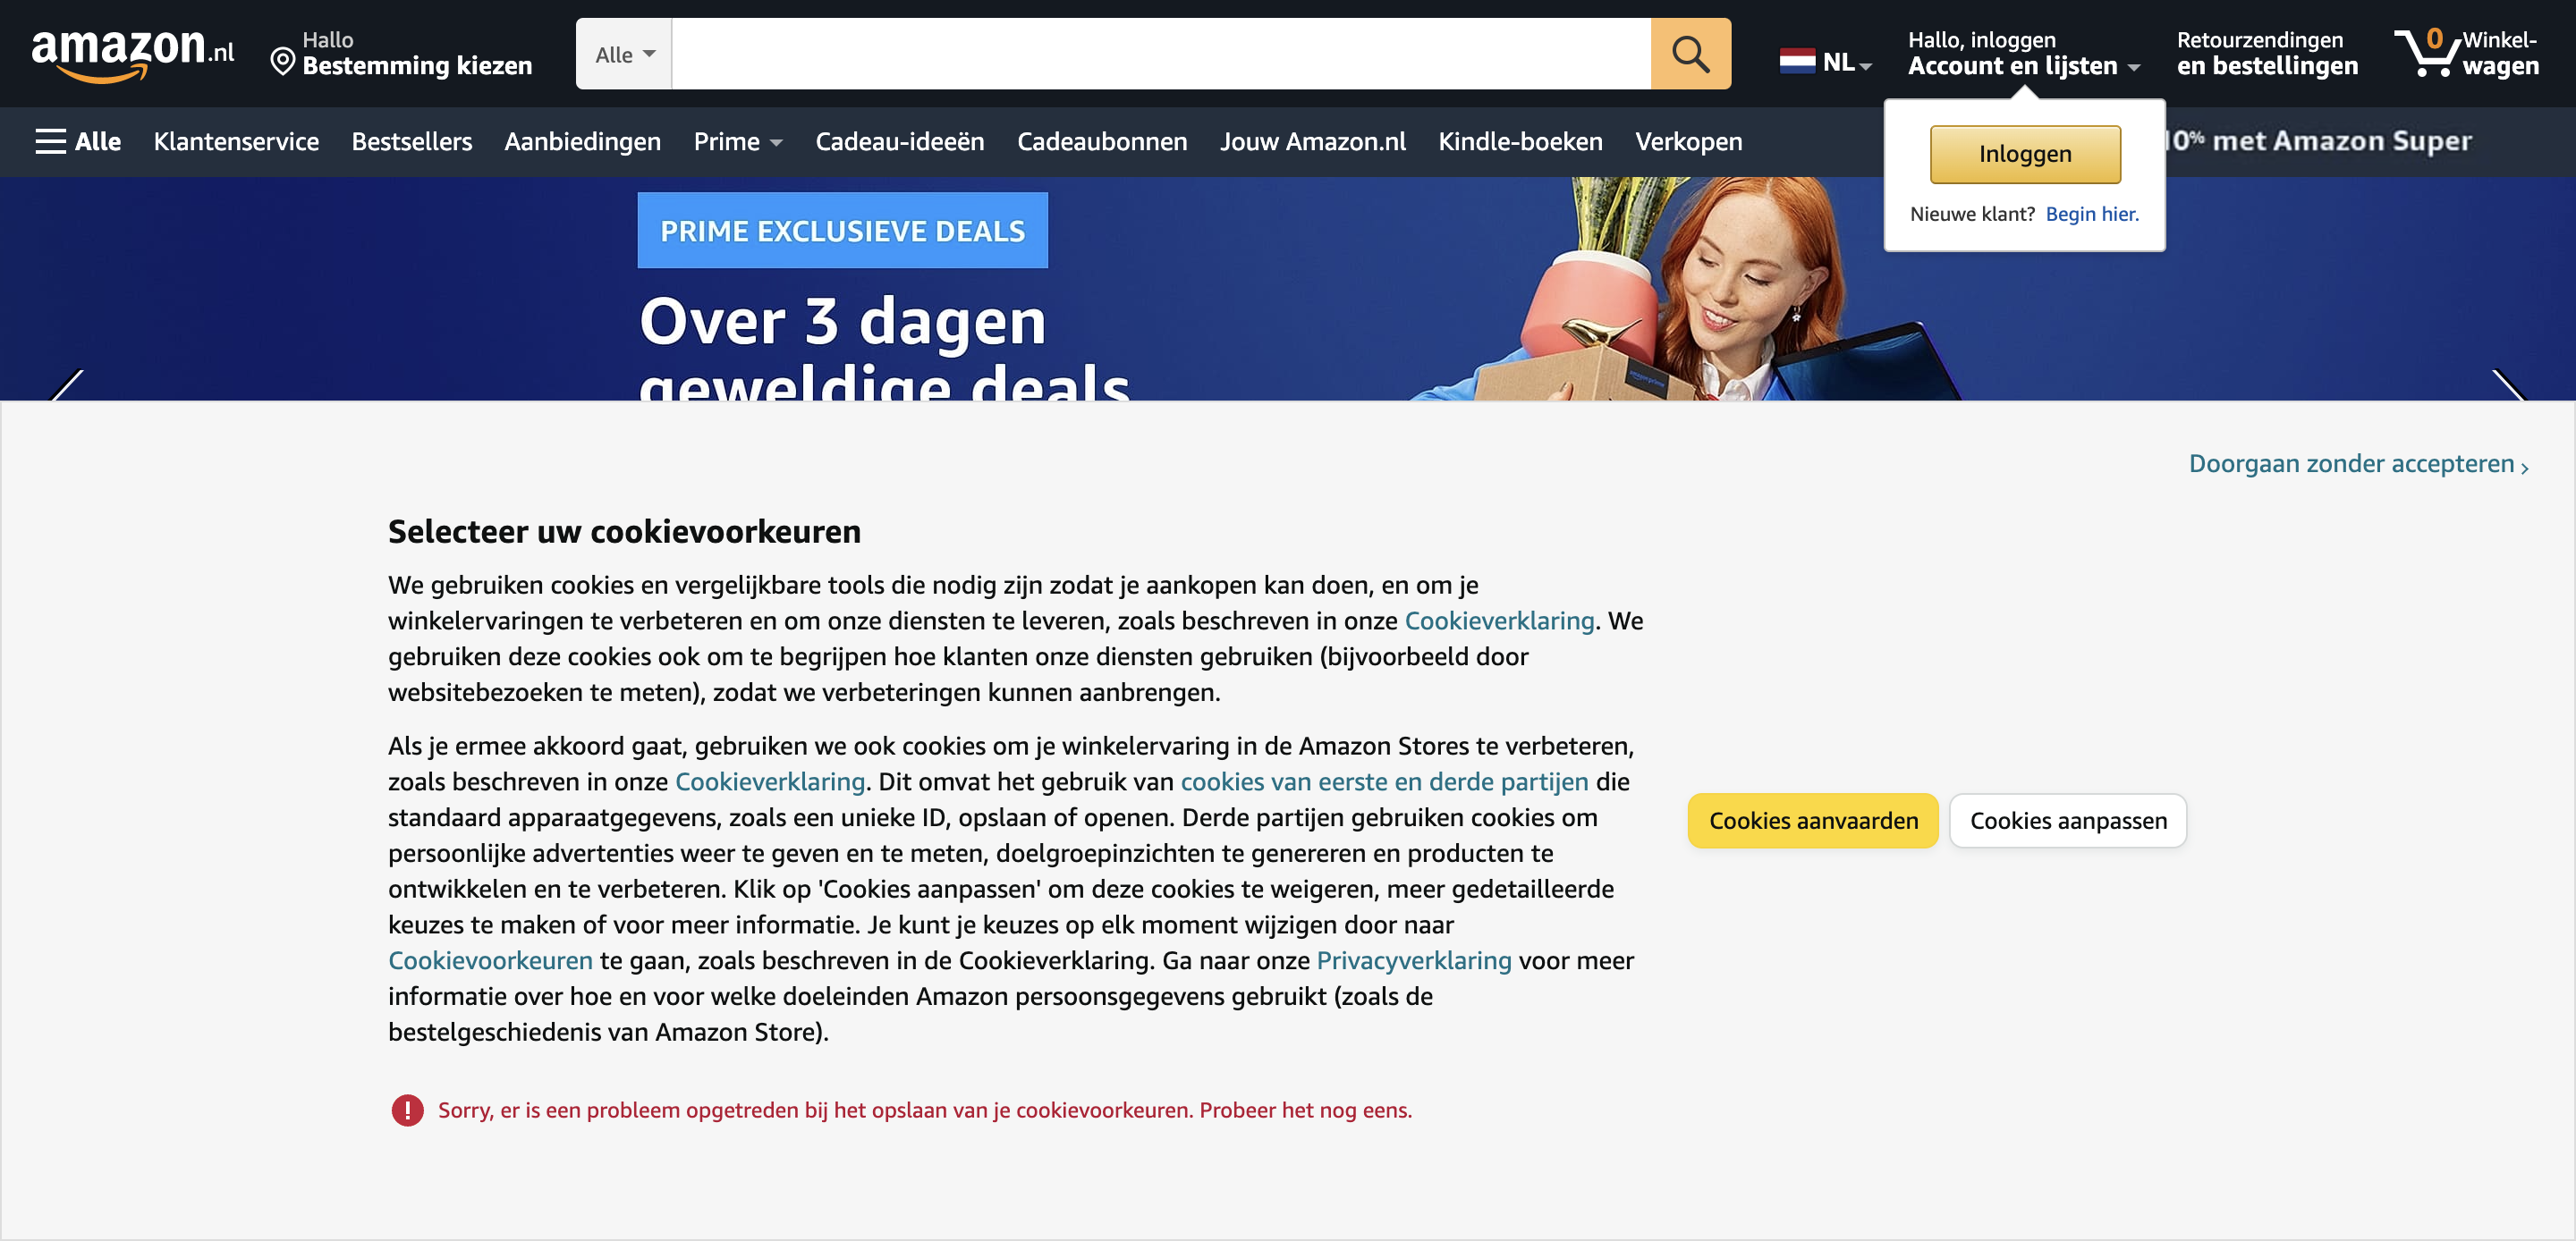 amazon.nl
Hallo
Bestemming kiezen
Alle
NL
Hallo, inloggen
Account en lijsten
Retourzendingen
en bestellingen
0
Winkel-
wagen
Alle
Klantenservice
Bestsellers
Aanbiedingen
Prime
Cadeau-ideeën
Cadeaubonnen
Jouw Amazon.nl
Kindle-boeken
Verkopen
10% met Amazon Super
Inloggen
Nieuwe klant? Begin hier.
PRIME EXCLUSIEVE DEALS
Over 3 dagen
geweldige deals
Doorgaan zonder accepteren ›
Selecteer uw cookievoorkeuren
We gebruiken cookies en vergelijkbare tools die nodig zijn zodat je aankopen kan doen, en om je
winkelervaringen te verbeteren en om onze diensten te leveren, zoals beschreven in onze Cookieverklaring. We
gebruiken deze cookies ook om te begrijpen hoe klanten onze diensten gebruiken (bijvoorbeeld door
websitebezoeken te meten), zodat we verbeteringen kunnen aanbrengen.
Als je ermee akkoord gaat, gebruiken we ook cookies om je winkelervaring in de Amazon Stores te verbeteren,
zoals beschreven in onze Cookieverklaring. Dit omvat het gebruik van cookies van eerste en derde partijen die
standaard apparaatgegevens, zoals een unieke ID, opslaan of openen. Derde partijen gebruiken cookies om
persoonlijke advertenties weer te geven en te meten, doelgroepinzichten te genereren en producten te
ontwikkelen en te verbeteren. Klik op 'Cookies aanpassen' om deze cookies te weigeren, meer gedetailleerde
keuzes te maken of voor meer informatie. Je kunt je keuzes op elk moment wijzigen door naar
Cookievoorkeuren te gaan, zoals beschreven in de Cookieverklaring. Ga naar onze Privacyverklaring voor meer
informatie over hoe en voor welke doeleinden Amazon persoonsgegevens gebruikt (zoals de
bestelgeschiedenis van Amazon Store).
Cookies aanvaarden
Cookies aanpassen
Sorry, er is een probleem opgetreden bij het opslaan van je cookievoorkeuren. Probeer het nog eens.